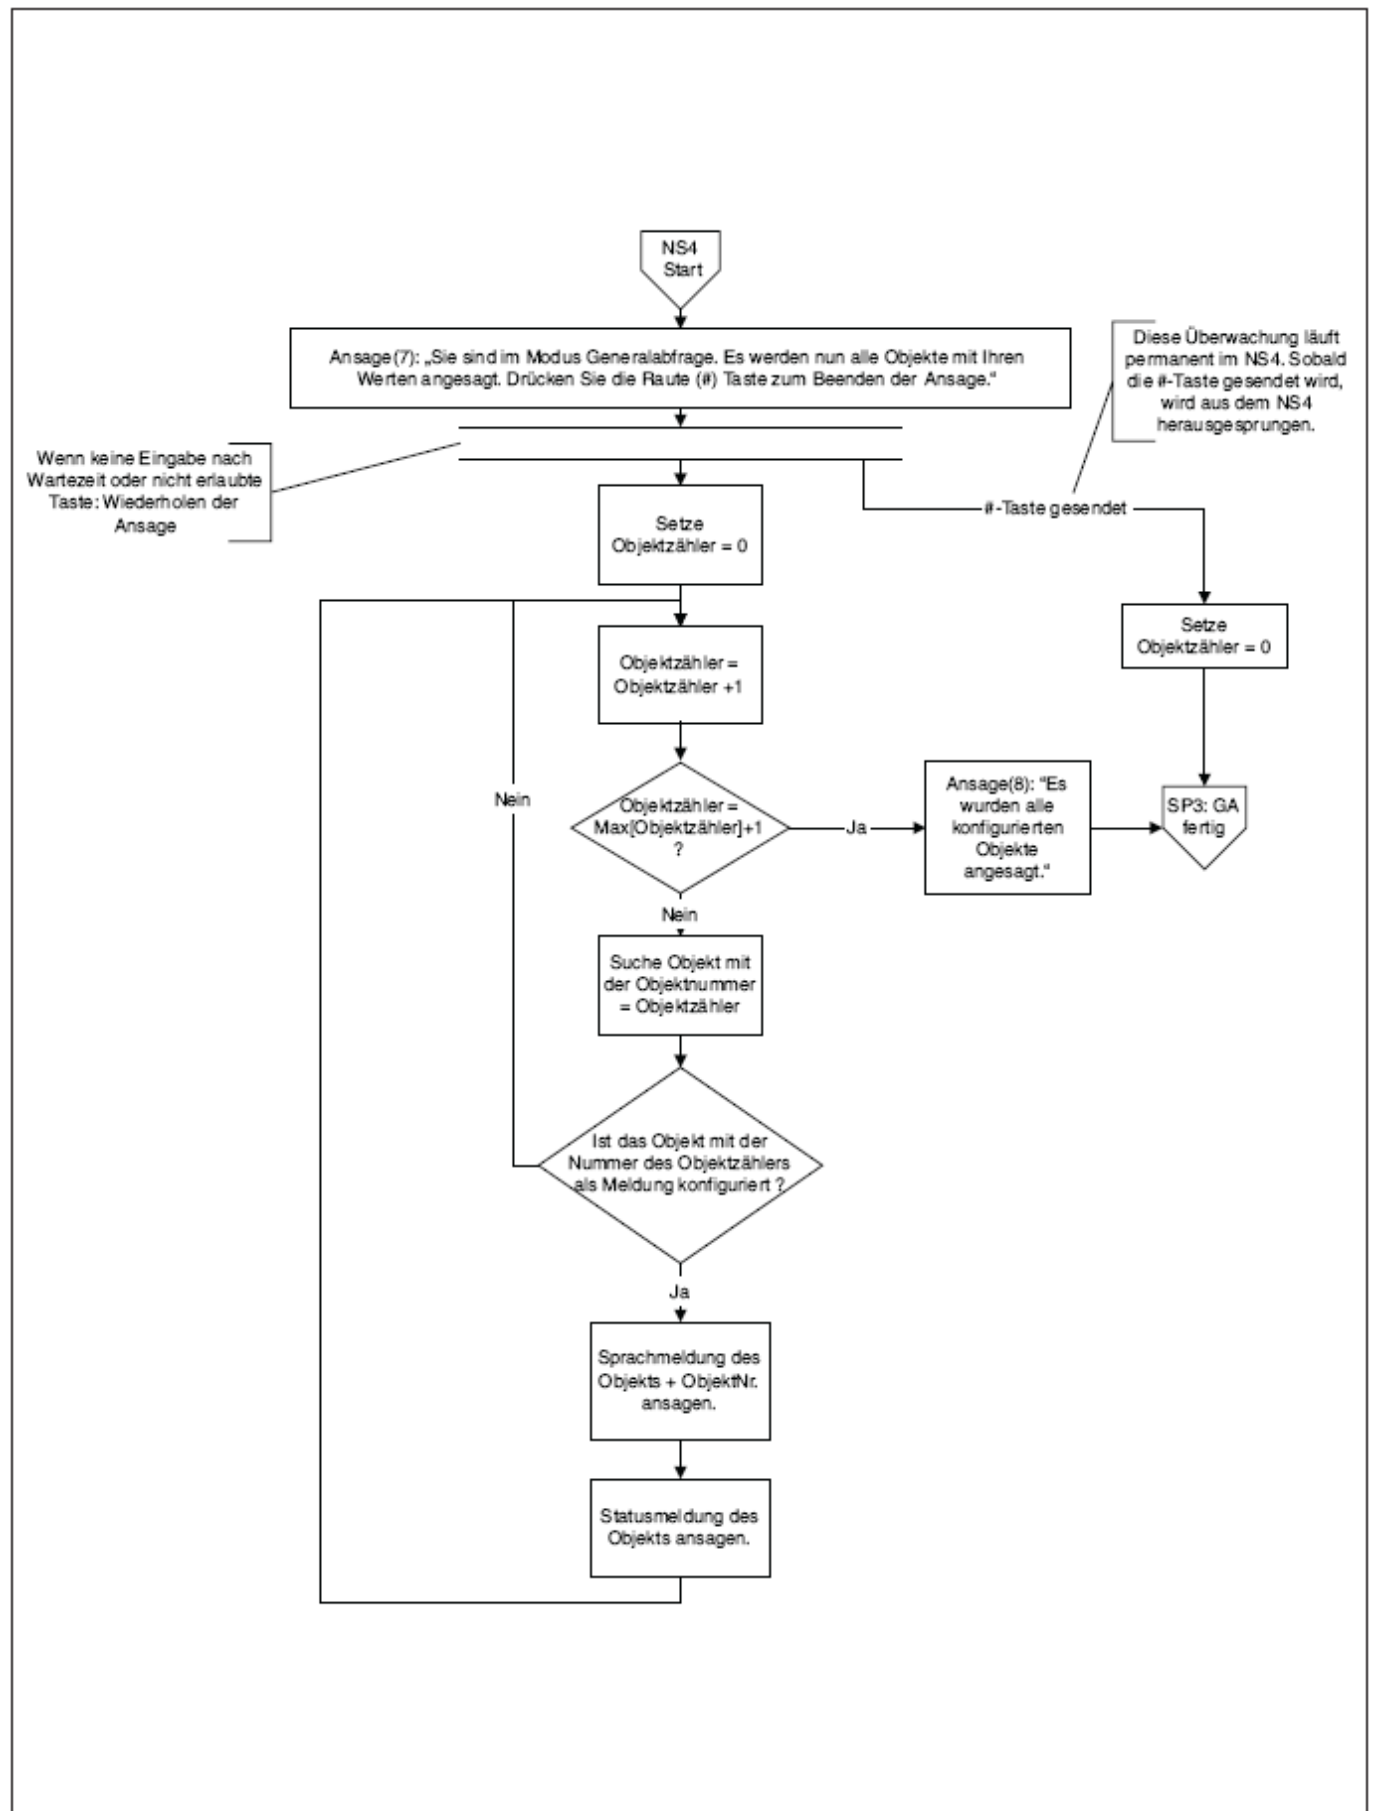 NS4
Start
Ansage(7): „Sie sind im Modus Generalabfrage. Es werden nun alle Objekte mit Ihren
Werten angesagt. Drücken Sie die Raute (#) Taste zum Beenden der Ansage.“
Diese Überwachung läuft
permanent im NS4. Sobald
die #-Taste gesendet wird,
wird aus dem NS4
herausgesprungen.
Wenn keine Eingabe nach
Wartezeit oder nicht erlaubte
Taste: Wiederholen der
Ansage
#-Taste gesendet
Setze
Objektzähler = 0
Setze
Objektzähler = 0
Objektzähler =
Objektzähler +1
Nein
Objektzähler =
Max[Objektzähler]+1
?
Ja
Ansage(8): "Es
wurden alle
konfigurierten
Objekte
angesagt.“
SP3: GA
fertig
Nein
Suche Objekt mit
der Objektnummer
= Objektzähler
Ist das Objekt mit der
Nummer des Objektzählers
als Meldung konfiguriert ?
Ja
Sprachmeldung des
Objekts + ObjektNr.
ansagen.
Statusmeldung des
Objekts ansagen.